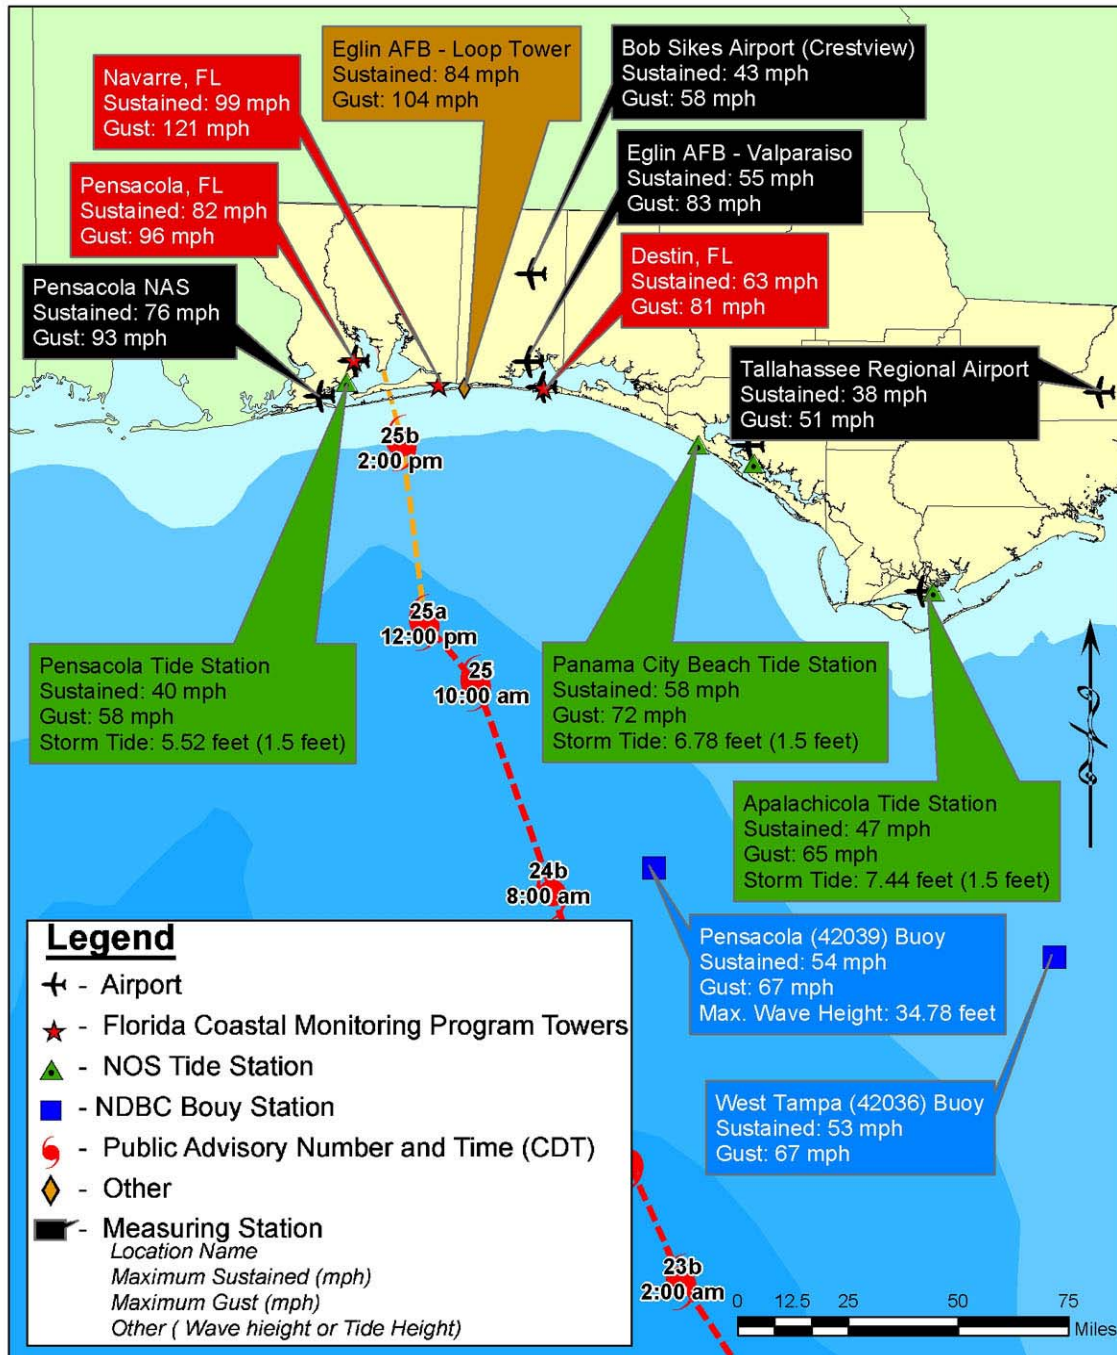 Eglin AFB - Loop Tower
Sustained: 84 mph
Gust: 104 mph
Bob Sikes Airport (Crestview)
Sustained: 43 mph
Gust: 58 mph
Navarre, FL
Sustained: 99 mph
Gust: 121 mph
Eglin AFB - Valparaiso
Sustained: 55 mph
Gust: 83 mph
Pensacola, FL
Sustained: 82 mph
Gust: 96 mph
Destin, FL
Sustained: 63 mph
Gust: 81 mph
Pensacola NAS
Sustained: 76 mph
Gust: 93 mph
Tallahassee Regional Airport
Sustained: 38 mph
Gust: 51 mph
25b
2:00 pm
25a
12:00 pm
25
10:00 am
Pensacola Tide Station
Sustained: 40 mph
Gust: 58 mph
Storm Tide: 5.52 feet (1.5 feet)
Panama City Beach Tide Station
Sustained: 58 mph
Gust: 72 mph
Storm Tide: 6.78 feet (1.5 feet)
Apalachicola Tide Station
Sustained: 47 mph
Gust: 65 mph
Storm Tide: 7.44 feet (1.5 feet)
24b
8:00 am
Pensacola (42039) Buoy
Sustained: 54 mph
Gust: 67 mph
Max. Wave Height: 34.78 feet
West Tampa (42036) Buoy
Sustained: 53 mph
Gust: 67 mph
Legend
- Airport
- Florida Coastal Monitoring Program Towers
- NOS Tide Station
- NDBC Bouy Station
- Public Advisory Number and Time (CDT)
- Other
- Measuring Station
Location Name
Maximum Sustained (mph)
Maximum Gust (mph)
Other ( Wave hieight or Tide Height)
23b
2:00 am
0 12.5 25 50 75
Miles